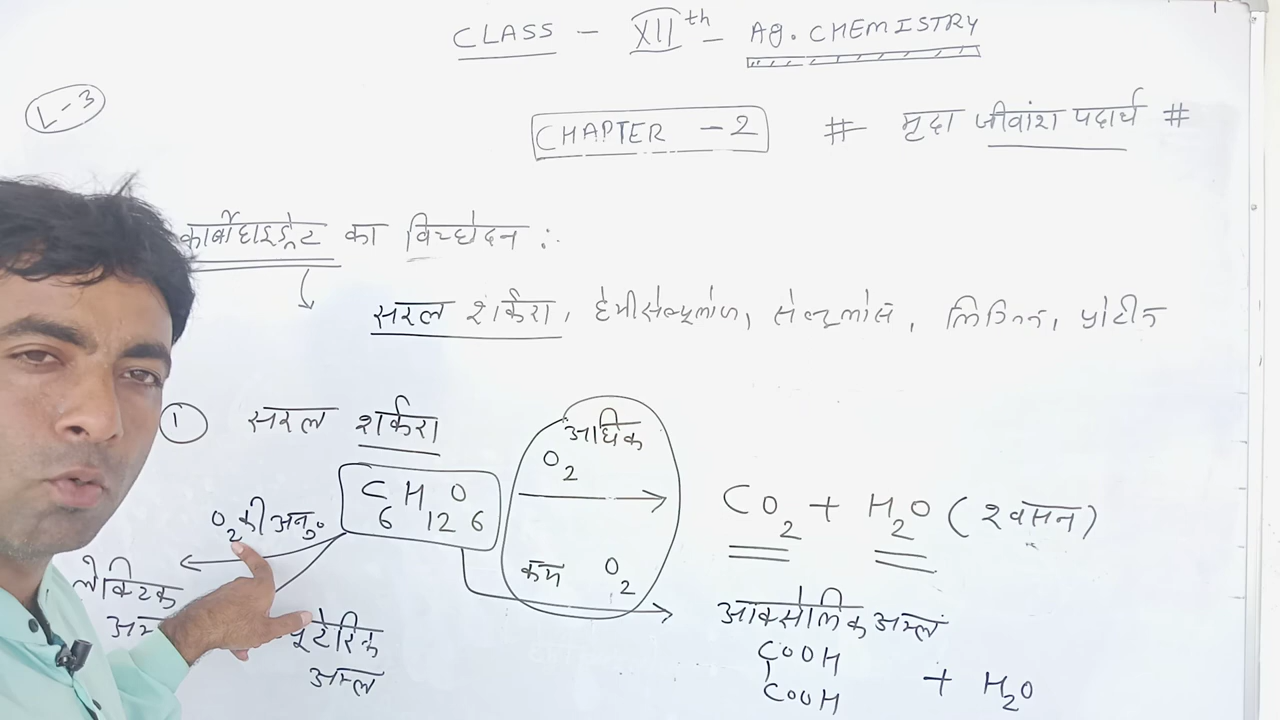 CLASS - XIIth - Ag. CHEMISTRY
L-3
CHAPTER - 2 # मृदा जीवांश पदार्थ #
कार्बोहाइड्रेट का विच्छेदन :-
सरल शर्करा, हेमीसेल्यूलोज, सेल्यूलोस, लिग्निन, प्रोटीन
1 सरल शर्करा
अधिक
O2
C6H12O6
CO2 + H2O (श्वसन)
O2 की अनु०
कम O2
लैक्टिक
आक्सेलिक अम्ल
COOH
COOH
+ H2O
अम्ल